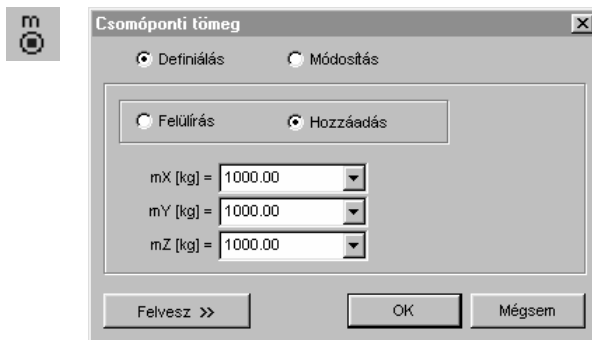 m
Csomóponti tömeg
Definiálás Módosítás
Felülírás Hozzáadás
mX [kg] = 1000.00
mY [kg] = 1000.00
mZ [kg] = 1000.00
Felvesz >> OK Mégsem